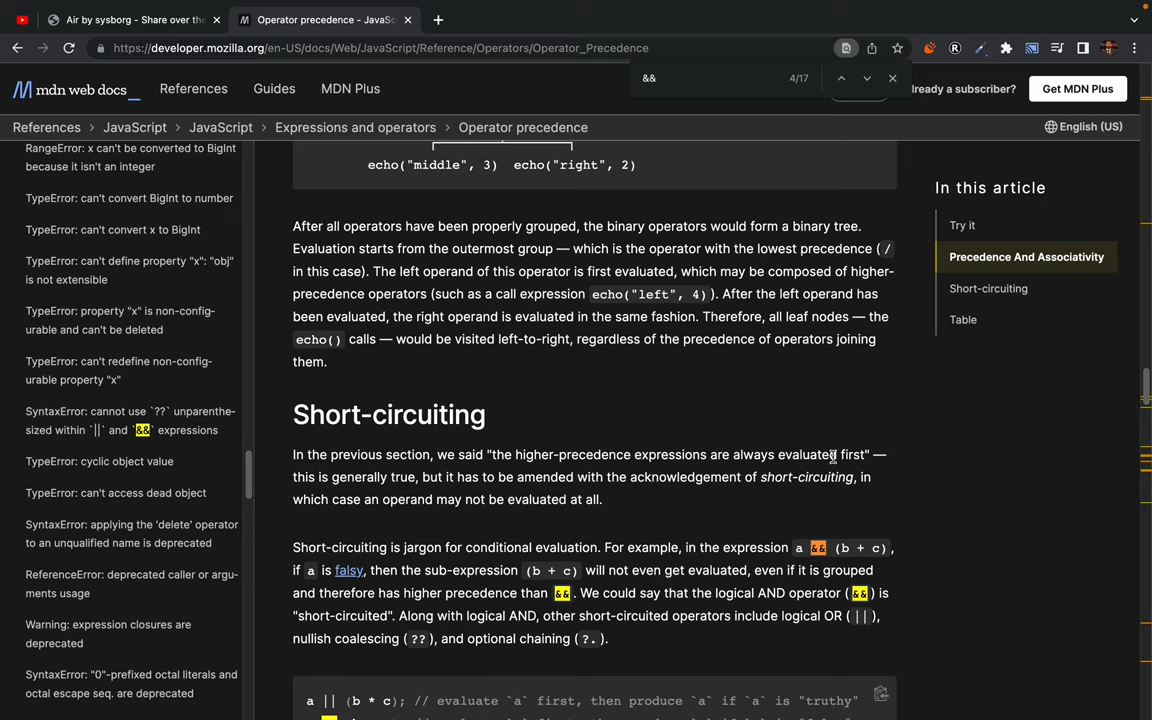 Air by sysborg - Share over the
Operator precedence - JavaSc
https://developer.mozilla.org/en-US/docs/Web/JavaScript/Reference/Operators/Operator_Precedence
&&
4/17
mdn web docs_
References
Guides
MDN Plus
lready a subscriber?
Get MDN Plus
References > JavaScript > JavaScript > Expressions and operators > Operator precedence
English (US)
RangeError: x can't be converted to BigInt
because it isn't an integer
TypeError: can't convert BigInt to number
TypeError: can't convert x to BigInt
TypeError: can't define property "x": "obj"
is not extensible
TypeError: property "x" is non-config-
urable and can't be deleted
TypeError: can't redefine non-config-
urable property "x"
SyntaxError: cannot use `??` unparenthe-
sized within `||` and `&&` expressions
TypeError: cyclic object value
TypeError: can't access dead object
SyntaxError: applying the 'delete' operator
to an unqualified name is deprecated
ReferenceError: deprecated caller or argu-
ments usage
Warning: expression closures are
deprecated
SyntaxError: "0"-prefixed octal literals and
octal escape seq. are deprecated
echo("middle", 3) echo("right", 2)
After all operators have been properly grouped, the binary operators would form a binary tree.
Evaluation starts from the outermost group — which is the operator with the lowest precedence ( /
in this case). The left operand of this operator is first evaluated, which may be composed of higher-
precedence operators (such as a call expression echo("left", 4) ). After the left operand has
been evaluated, the right operand is evaluated in the same fashion. Therefore, all leaf nodes — the
echo() calls — would be visited left-to-right, regardless of the precedence of operators joining
them.
Short-circuiting
In the previous section, we said "the higher-precedence expressions are always evaluated first" —
this is generally true, but it has to be amended with the acknowledgement of short-circuiting, in
which case an operand may not be evaluated at all.
Short-circuiting is jargon for conditional evaluation. For example, in the expression a && (b + c) ,
if a is falsy, then the sub-expression (b + c) will not even get evaluated, even if it is grouped
and therefore has higher precedence than && . We could say that the logical AND operator ( && ) is
"short-circuited". Along with logical AND, other short-circuited operators include logical OR ( || ),
nullish coalescing ( ?? ), and optional chaining ( ?. ).
a || (b * c); // evaluate `a` first, then produce `a` if `a` is "truthy"
In this article
Try it
Precedence And Associativity
Short-circuiting
Table